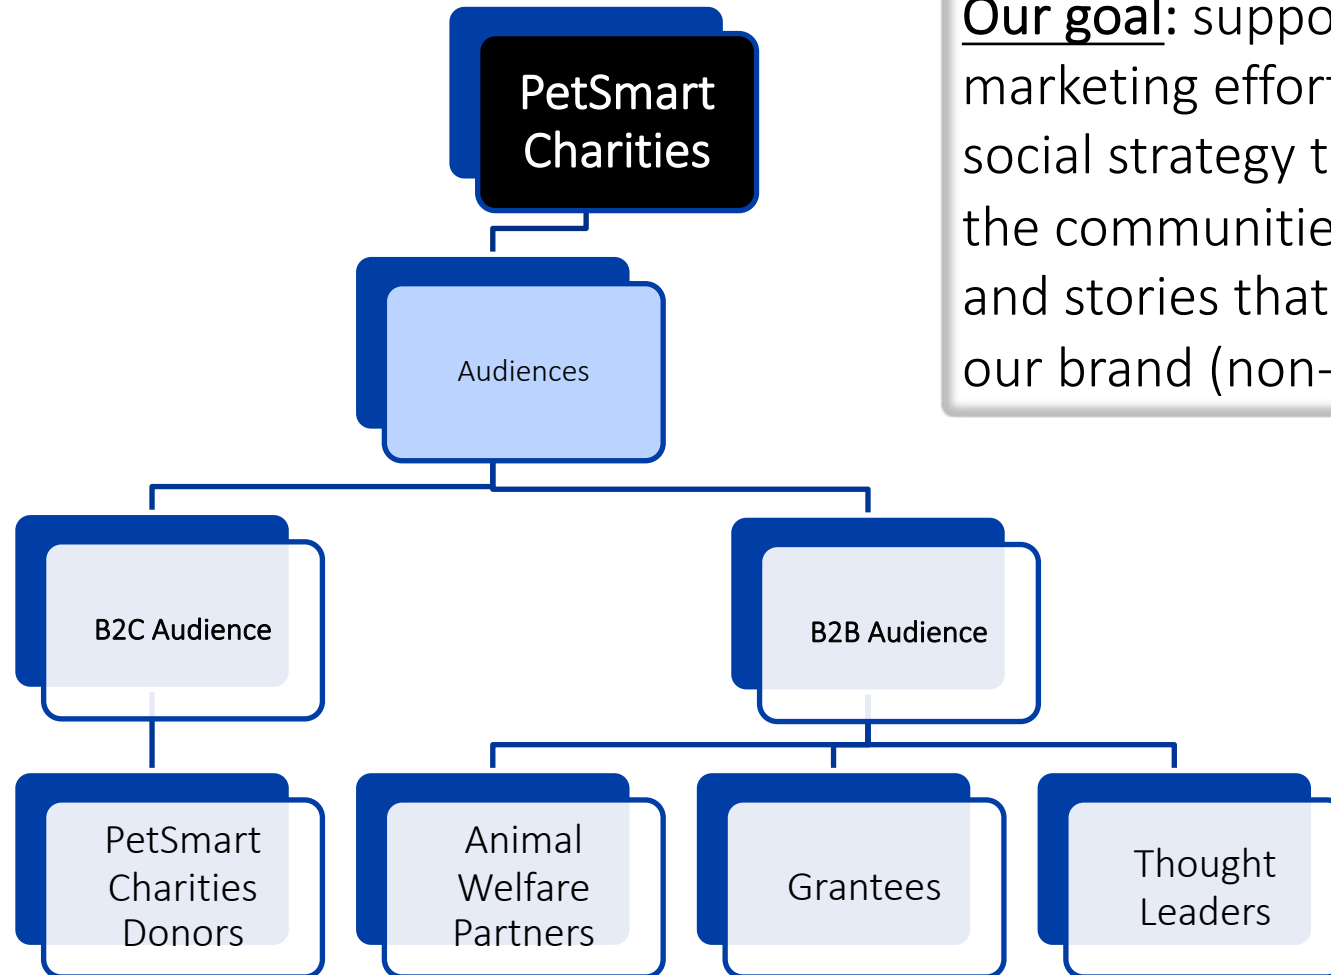 PetSmart
Charities
Our goal: suppo
marketing effor
social strategy t
the communitie
and stories that
our brand (non-
Audiences
B2C Audience
B2B Audience
PetSmart
Charities
Donors
Animal
Welfare
Partners
Grantees
Thought
Leaders